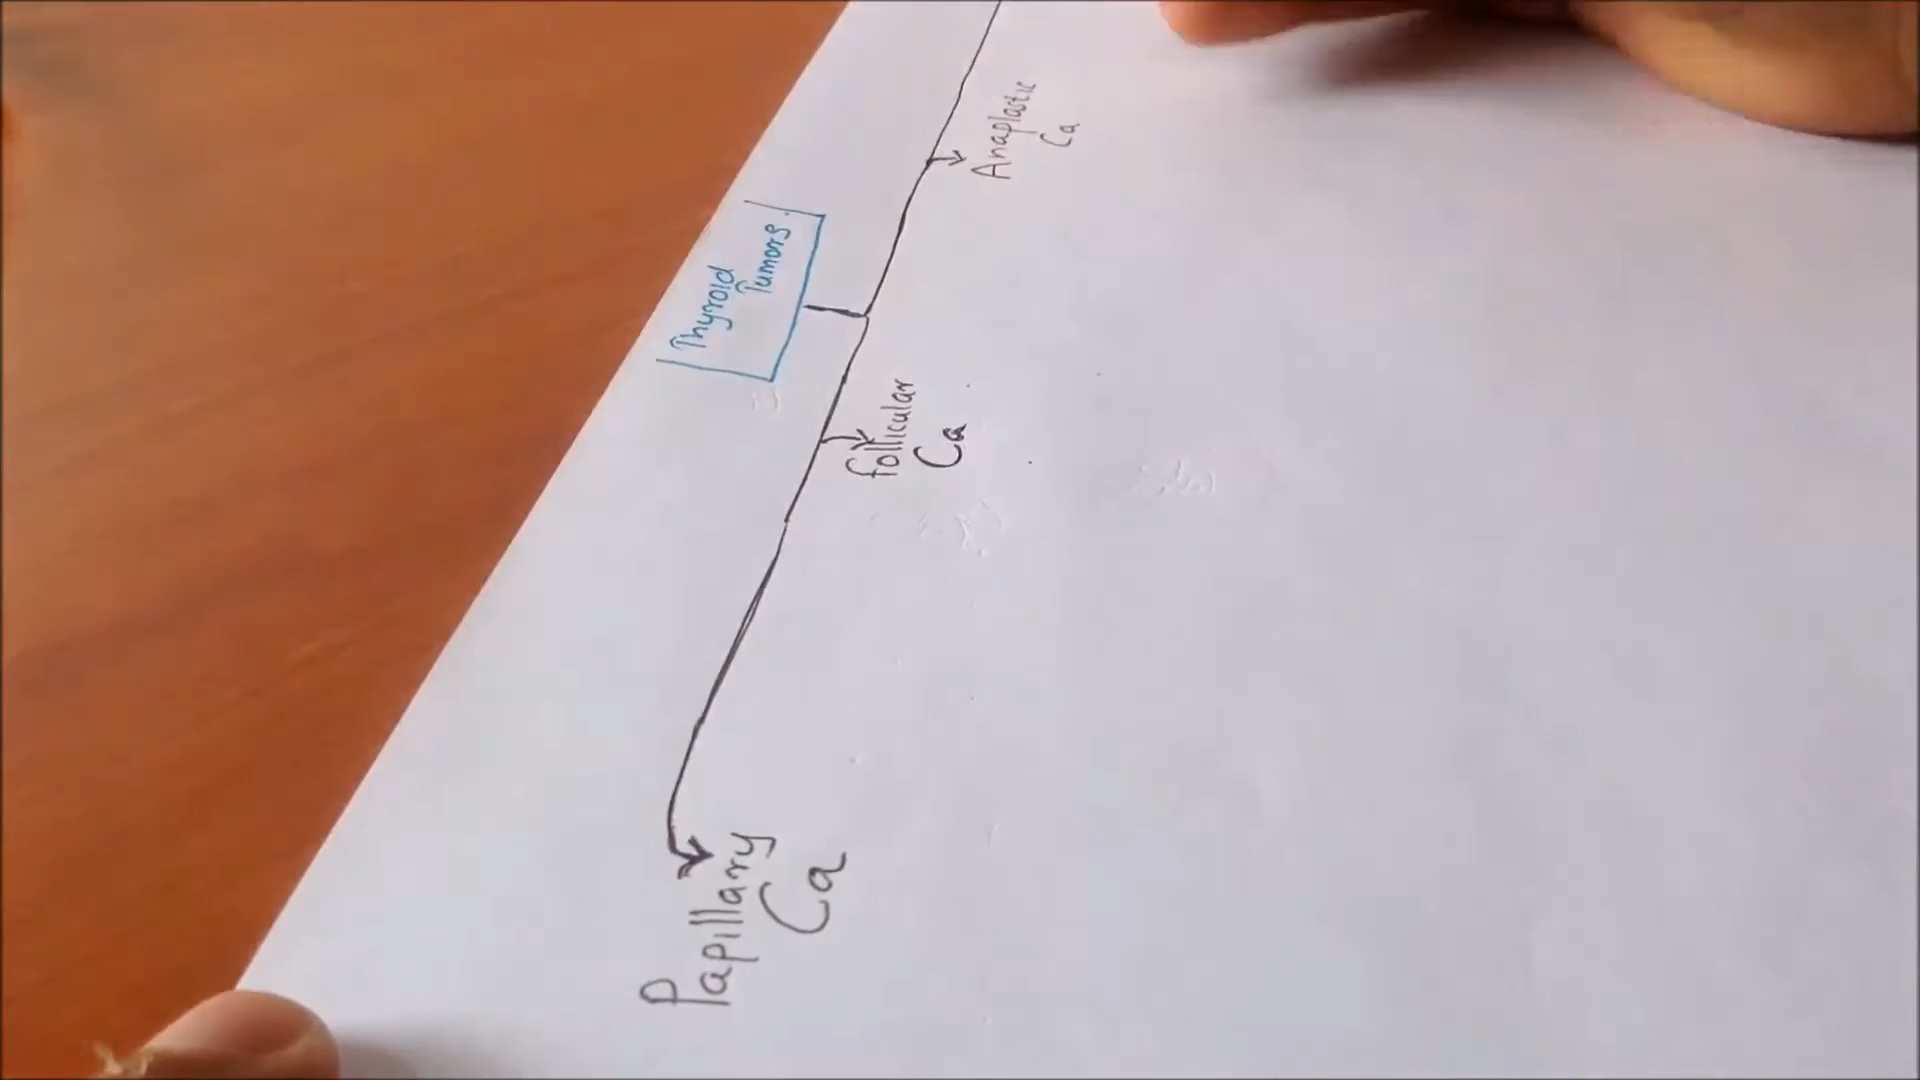 Thyroid
Tumors
Papillary
Ca
Follicular
Ca
Anaplastic
Ca